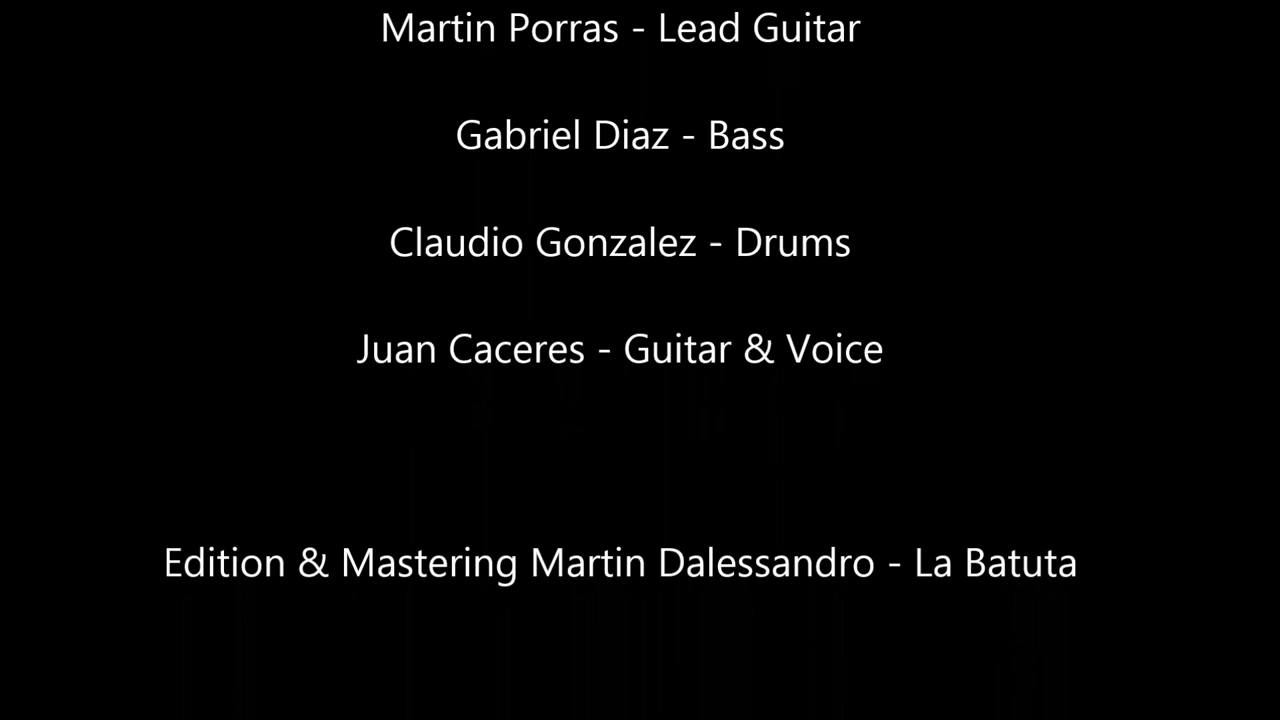 Martin Porras - Lead Guitar
Gabriel Diaz - Bass
Claudio Gonzalez - Drums
Juan Caceres - Guitar & Voice
Edition & Mastering Martin Dalessandro - La Batuta